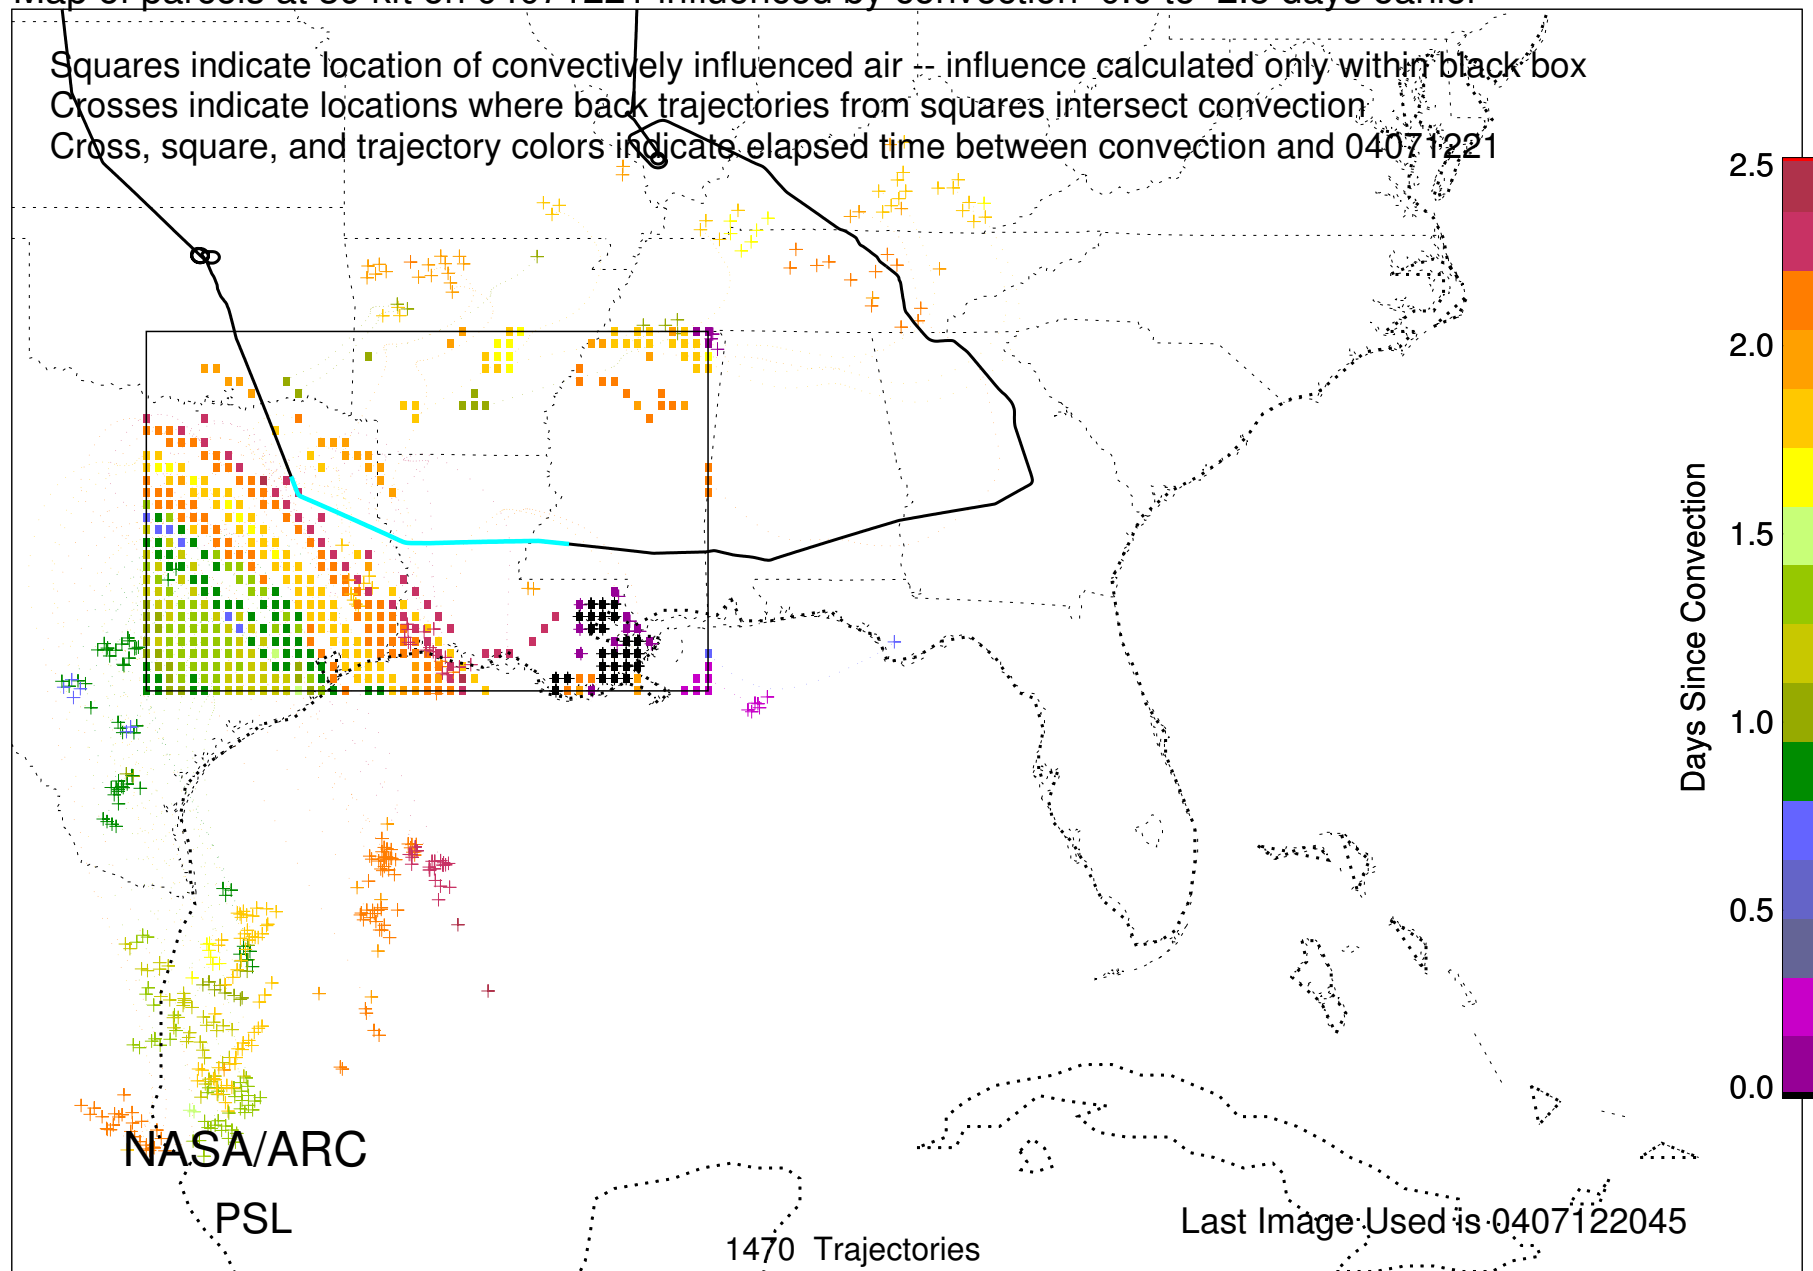 Squares indicate location of convectively influenced air -- influence calculated only within black box
Crosses indicate locations where back trajectories from squares intersect convection
Cross, square, and trajectory colors indicate elapsed time between convection and 04071221
2.5
2.0
1.5
1.0
0.5
0.0
Days Since Convection
NASA/ARC
PSL
Last Image Used is 0407122045
1470 Trajectories